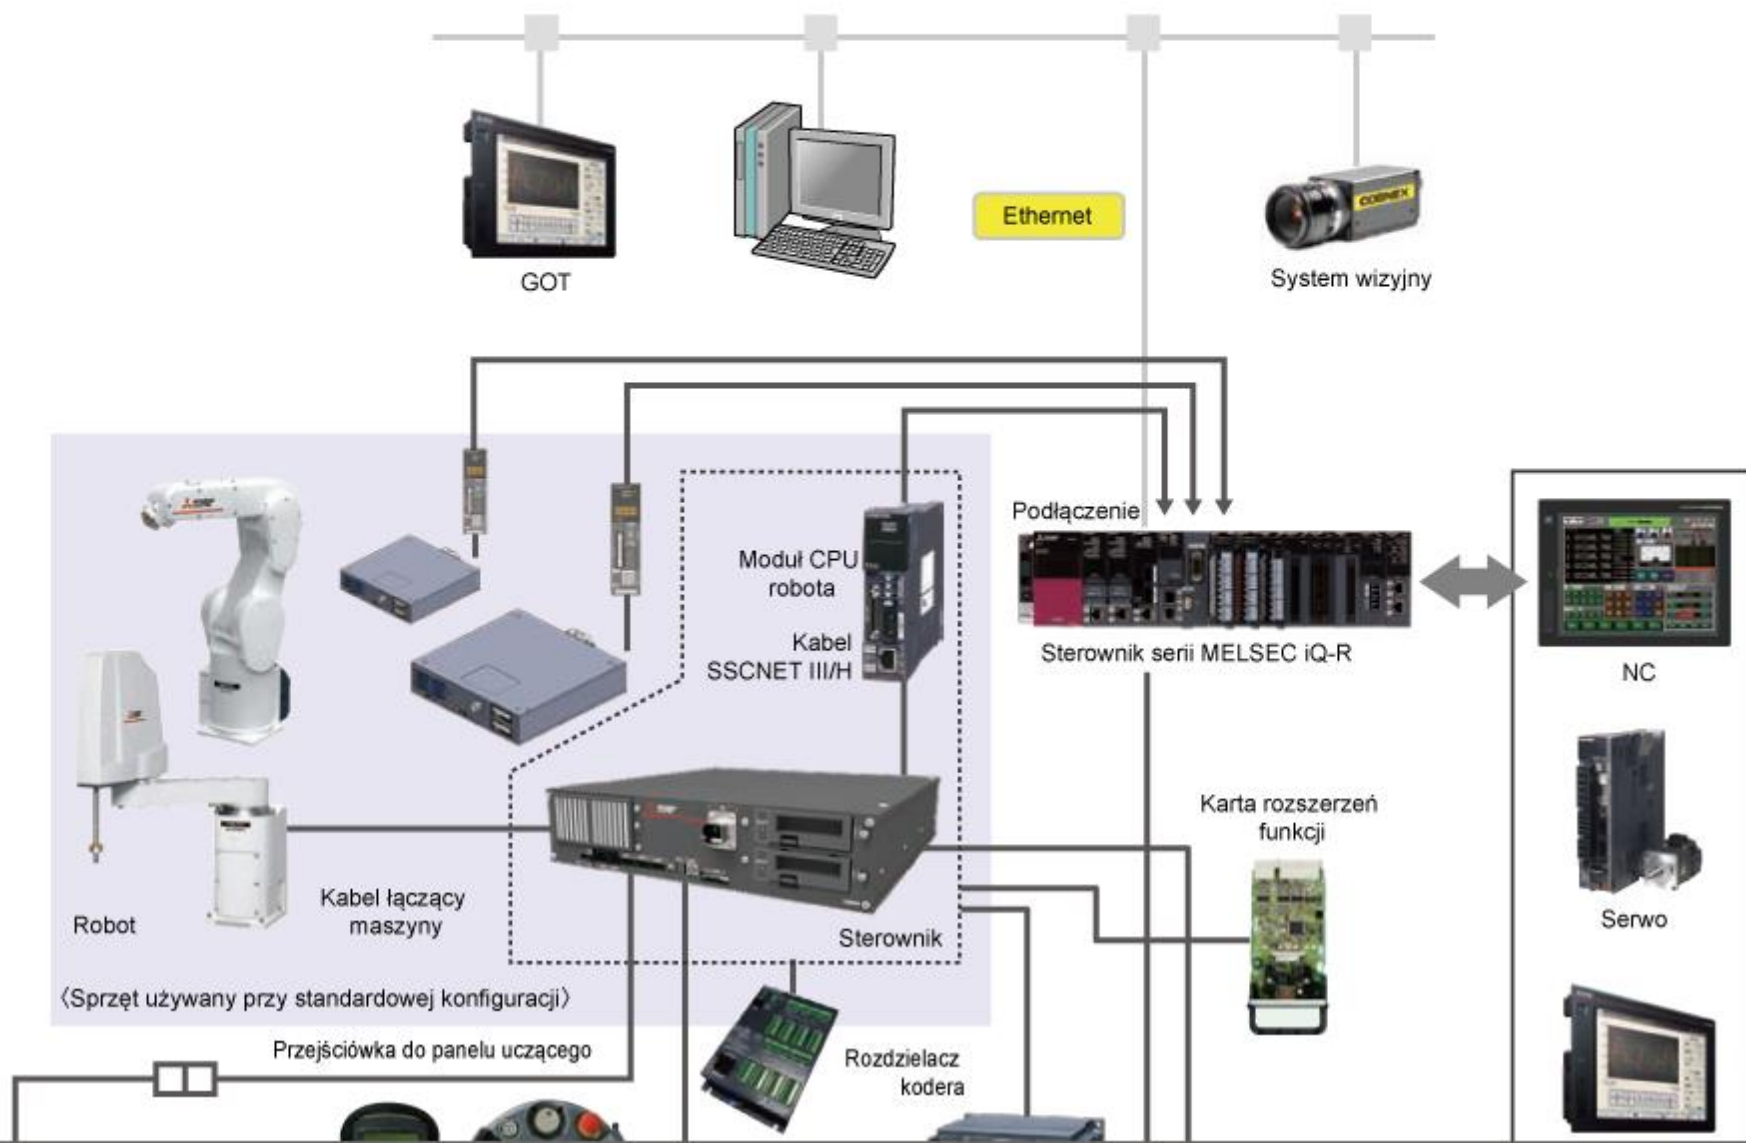 Ethernet
COGNEX
GOT
System wizyjny
Podłączenie
Moduł CPU
robota
Kabel
SSCNET III/H
Sterownik serii MELSEC iQ-R
NC
Karta rozszerzeń
funkcji
Serwo
Robot
Kabel łączący
maszyny
Sterownik
〈Sprzęt używany przy standardowej konfiguracji〉
Przejściówka do panelu uczącego
Rozdzielacz
kodera